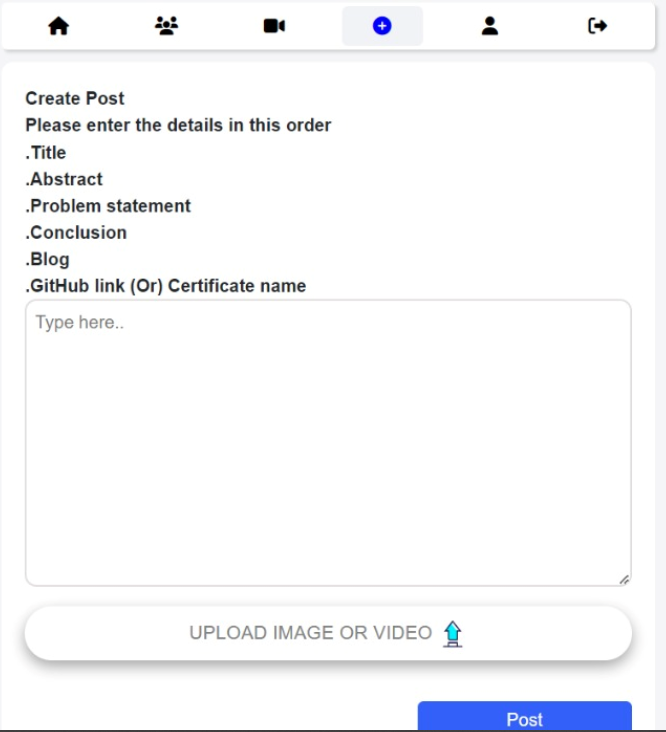 Create Post
Please enter the details in this order
.Title
.Abstract
.Problem statement
.Conclusion
.Blog
.GitHub link (Or) Certificate name
Type here..
UPLOAD IMAGE OR VIDEO
Post